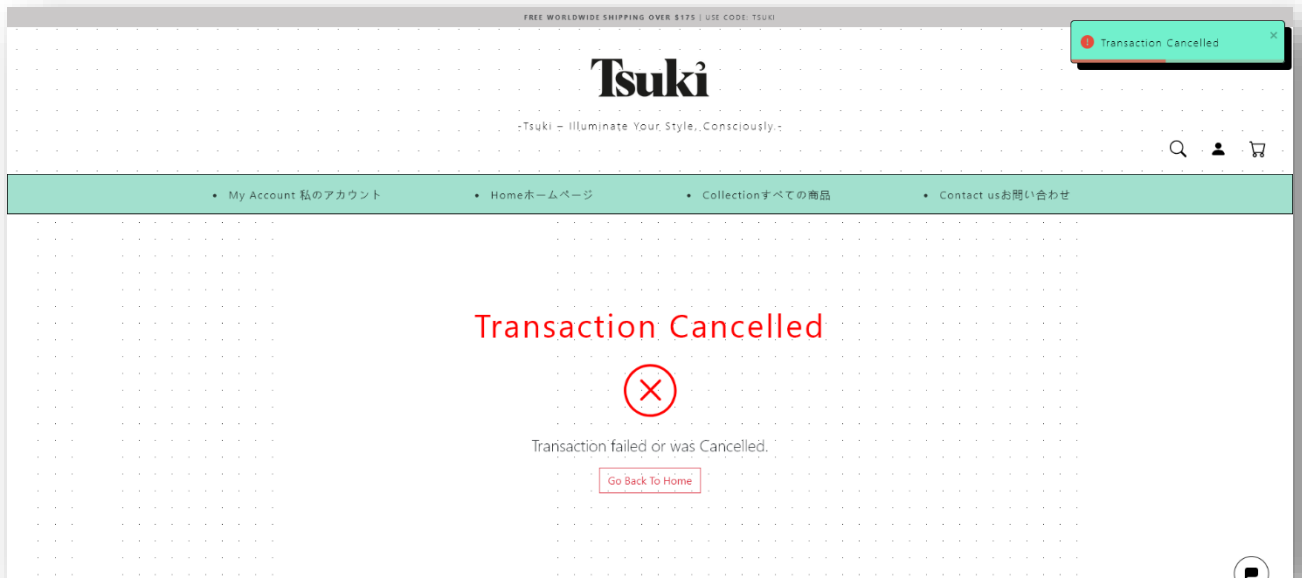 FREE WORLDWIDE SHIPPING OVER $175 | USE CODE: TSUKI
Transaction Cancelled
Tsuki
-Tsuki – Illuminate Your Style, Consciously.-
My Account 私のアカウント
Homeホームページ
Collectionすべての商品
Contact usお問い合わせ
Transaction Cancelled
Transaction failed or was Cancelled.
Go Back To Home